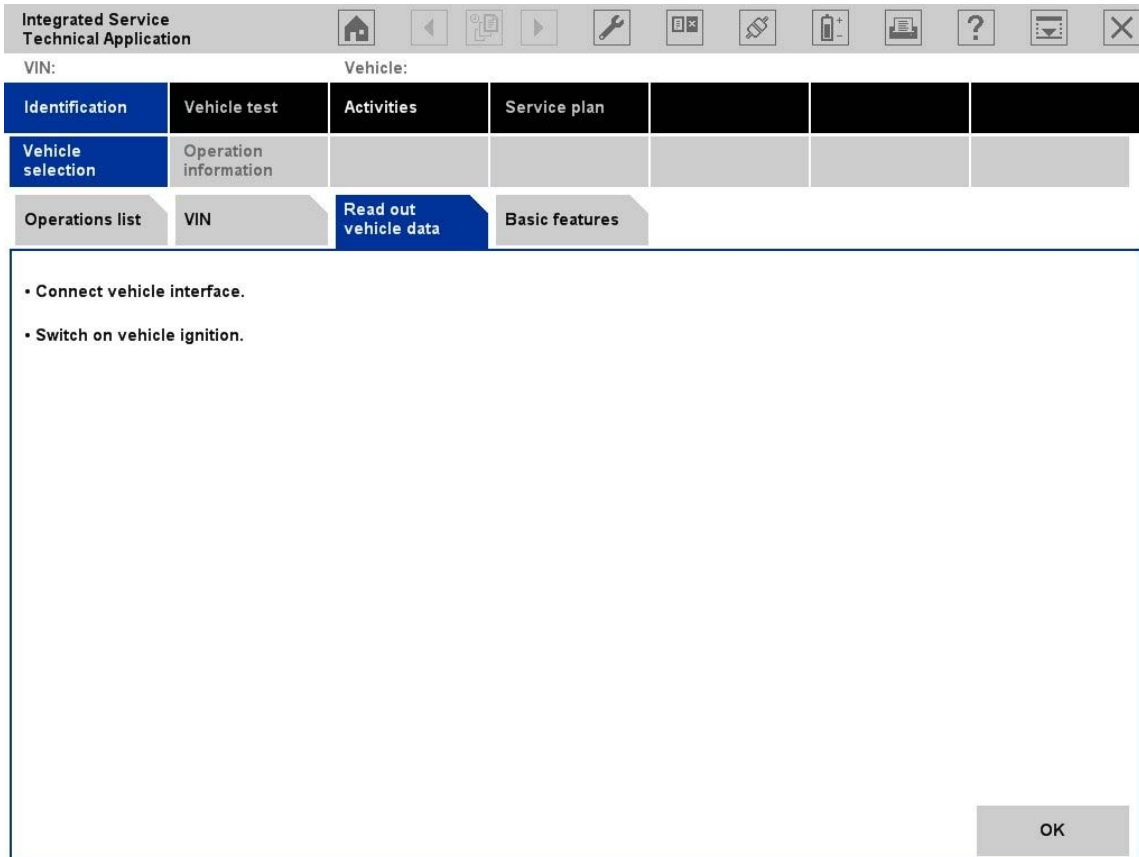 Integrated Service
Technical Application
VIN:
Vehicle:
Identification
Vehicle test
Activities
Service plan
Vehicle
selection
Operation
information
Operations list
VIN
Read out
vehicle data
Basic features
• Connect vehicle interface.
• Switch on vehicle ignition.
OK